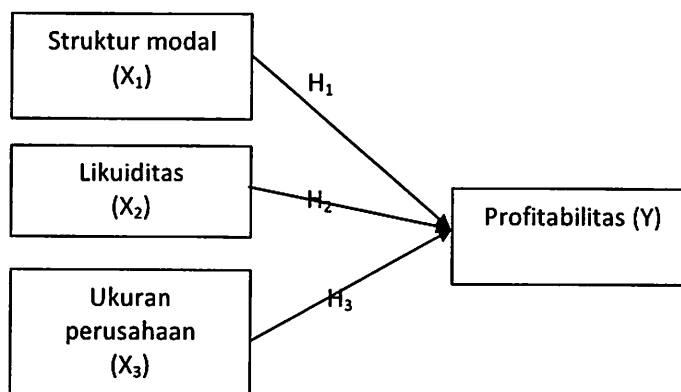 Struktur modal
(X₁)
H₁
Likuiditas
(X₂)
H₂
Profitabilitas (Y)
Ukuran
perusahaan
(X₃)
H₃